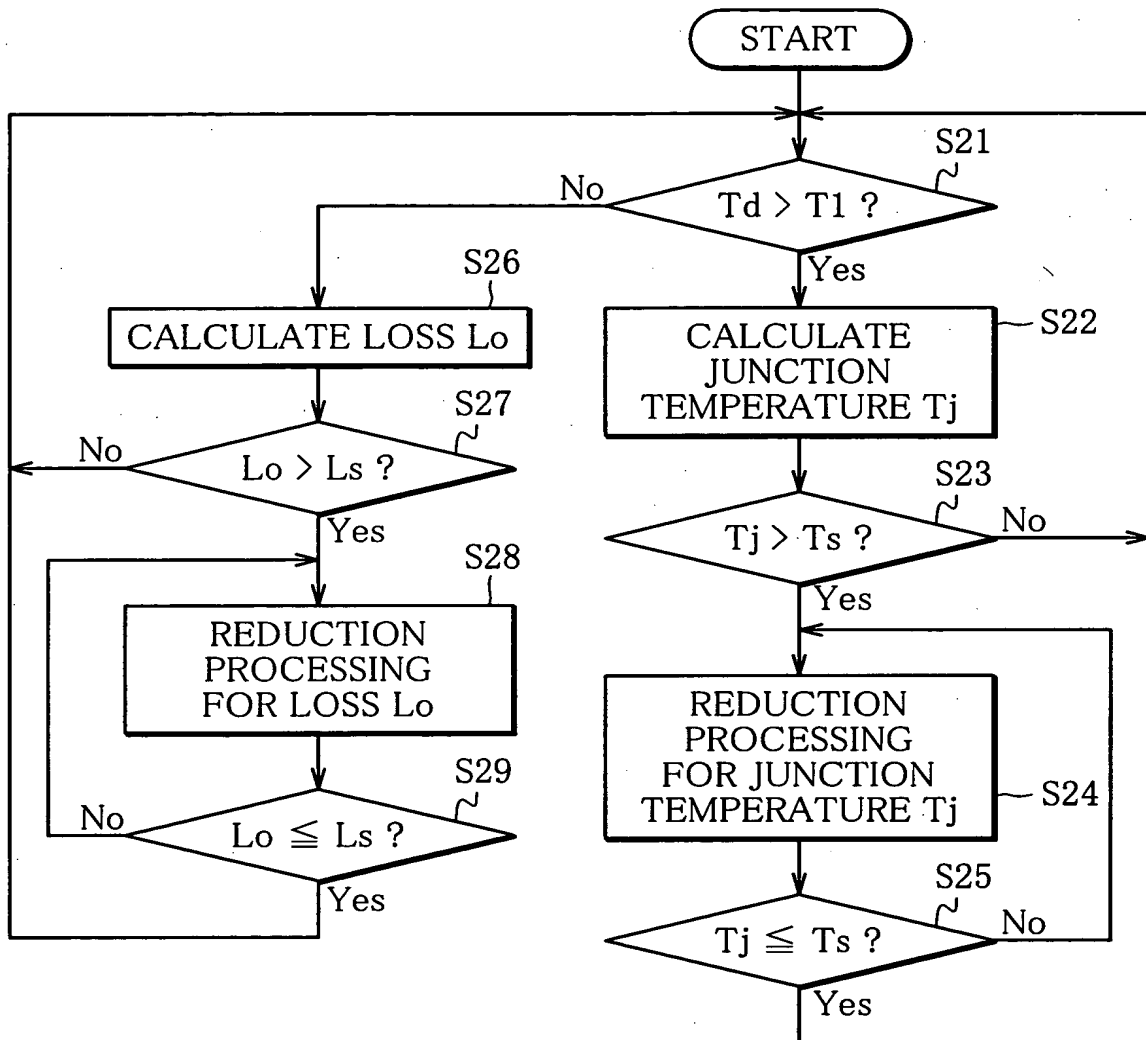 START
S21
Td > T1 ?
No
Yes
S26
CALCULATE LOSS Lo
S22
CALCULATE
JUNCTION
TEMPERATURE Tj
S27
Lo > Ls ?
No
Yes
S23
Tj > Ts ?
No
Yes
S28
REDUCTION
PROCESSING
FOR LOSS Lo
REDUCTION
PROCESSING
FOR JUNCTION
TEMPERATURE Tj
S24
S29
Lo ≦ Ls ?
No
Yes
S25
Tj ≦ Ts ?
No
Yes